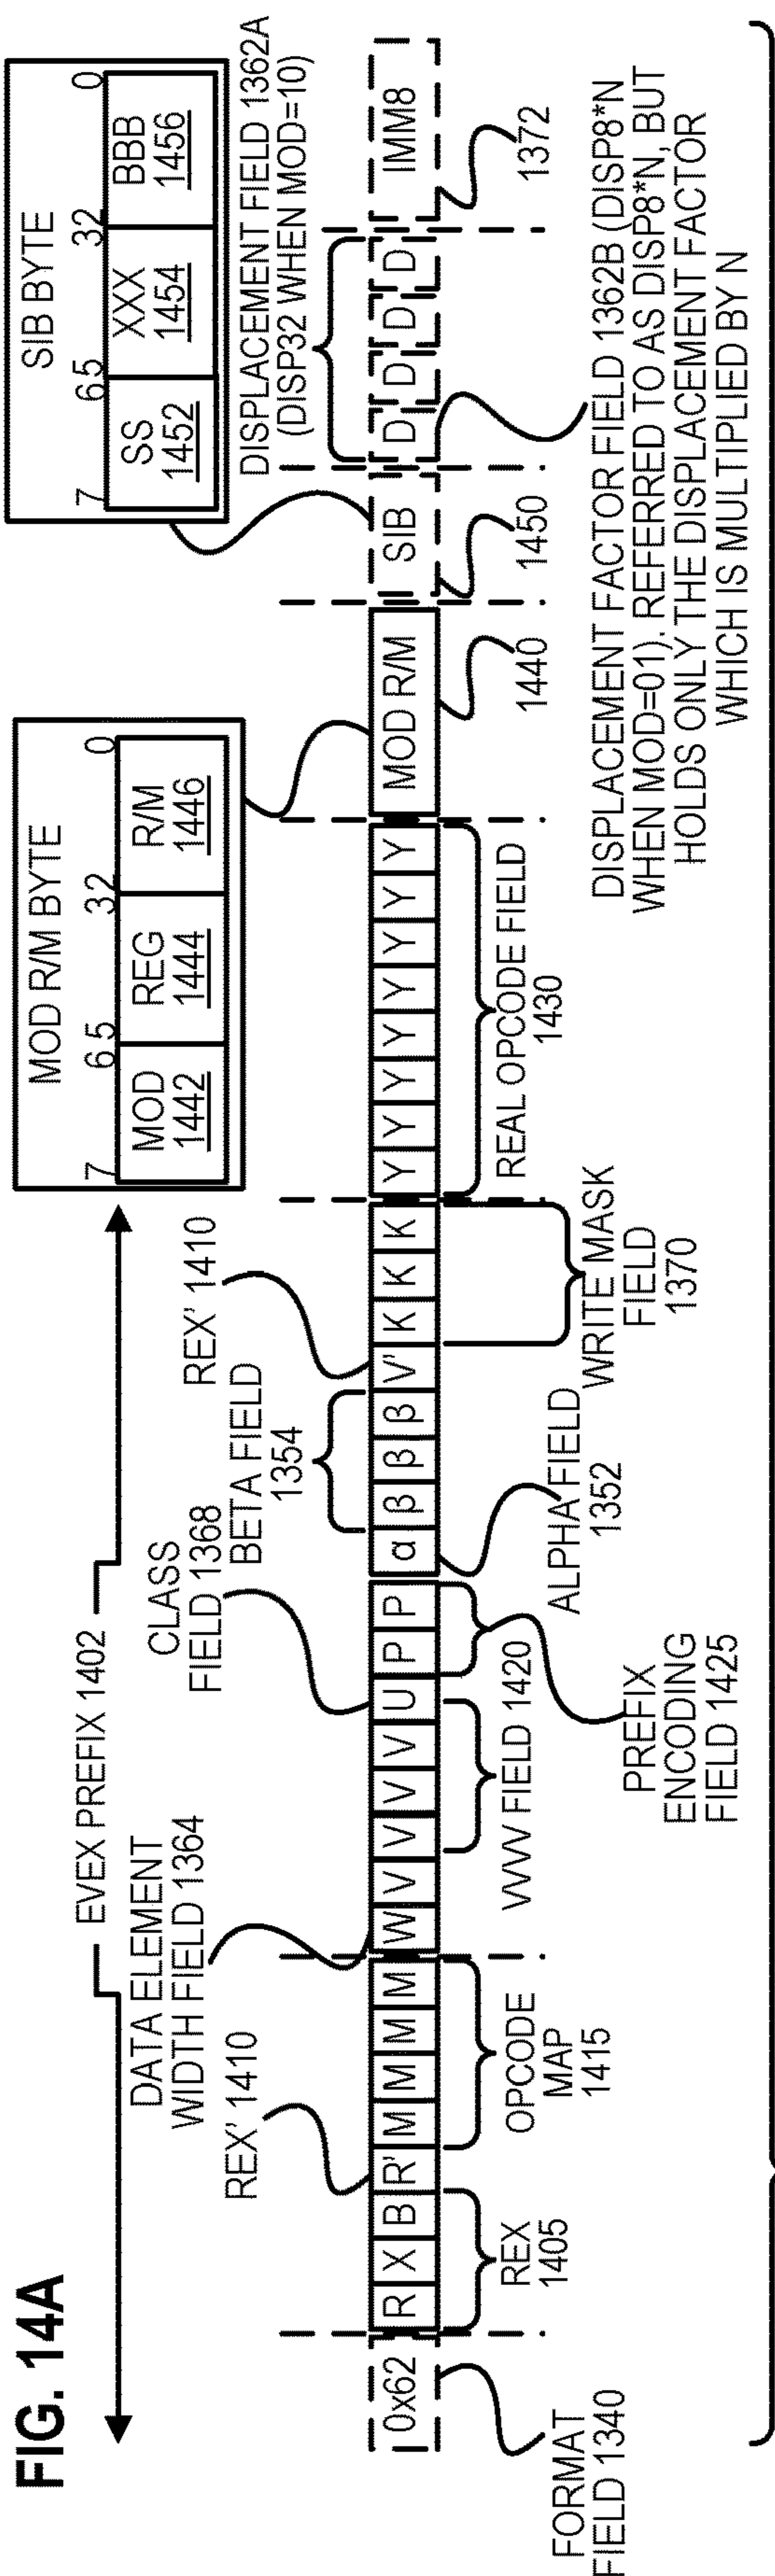 FIG. 14A
EVEX PREFIX 1402
MOD R/M BYTE
7
6
5
3
2
0
MOD
1442
REG
1444
R/M
1446
SIB BYTE
7
6
5
3
2
0
SS
1452
XXX
1454
BBB
1456
REX' 1410
DATA ELEMENT
WIDTH FIELD 1364
CLASS
FIELD 1368
BETA FIELD
1354
REX' 1410
DISPLACEMENT FIELD 1362A
(DISP32 WHEN MOD=10)
0x62 R X B R' M M M M W V V V V U P P α β β β V' K K K Y Y Y Y Y Y Y Y MOD R/M SIB D D D D IMM8
FORMAT
FIELD 1340
REX
1405
OPCODE
MAP
1415
VVVV FIELD 1420
PREFIX
ENCODING
FIELD 1425
ALPHA FIELD
1352
WRITE MASK
FIELD
1370
REAL OPCODE FIELD
1430
1440
1450
1372
DISPLACEMENT FACTOR FIELD 1362B (DISP8*N
WHEN MOD=01). REFERRED TO AS DISP8*N, BUT
HOLDS ONLY THE DISPLACEMENT FACTOR
WHICH IS MULTIPLIED BY N